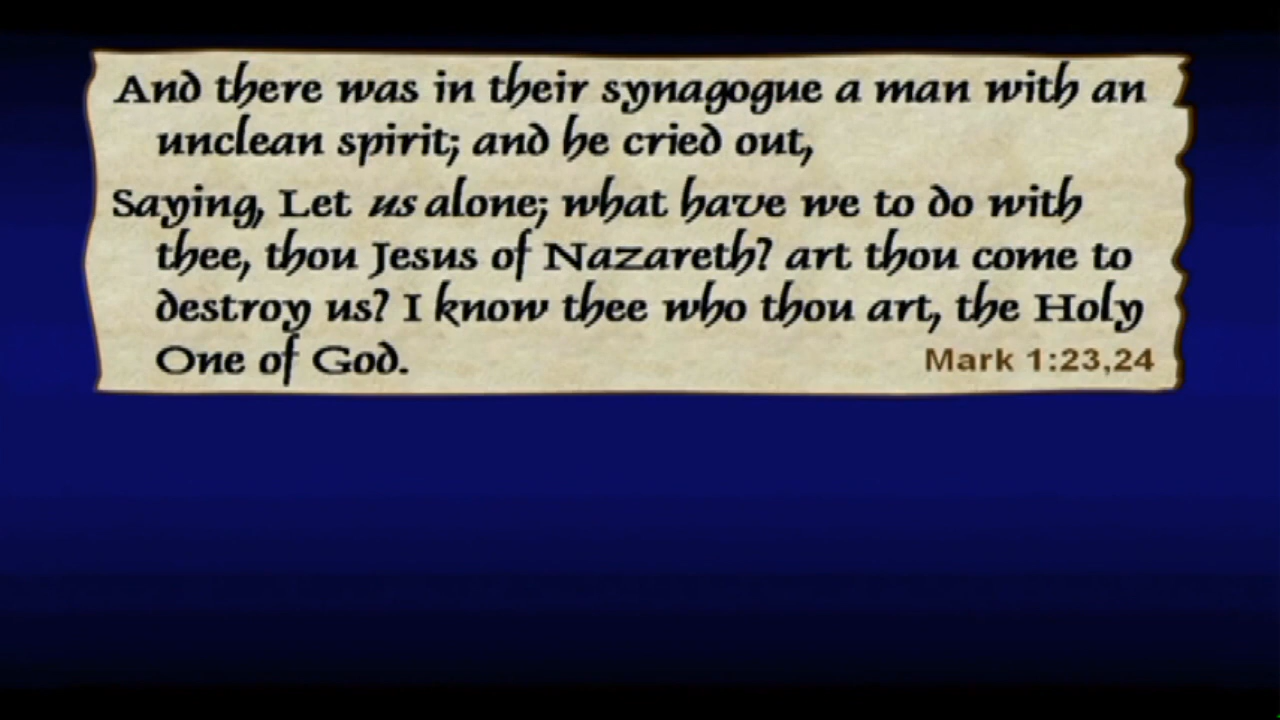 And there was in their synagogue a man with an
unclean spirit; and he cried out,
Saying, Let us alone; what have we to do with
thee, thou Jesus of Nazareth? art thou come to
destroy us? I know thee who thou art, the Holy
One of God.
Mark 1:23,24